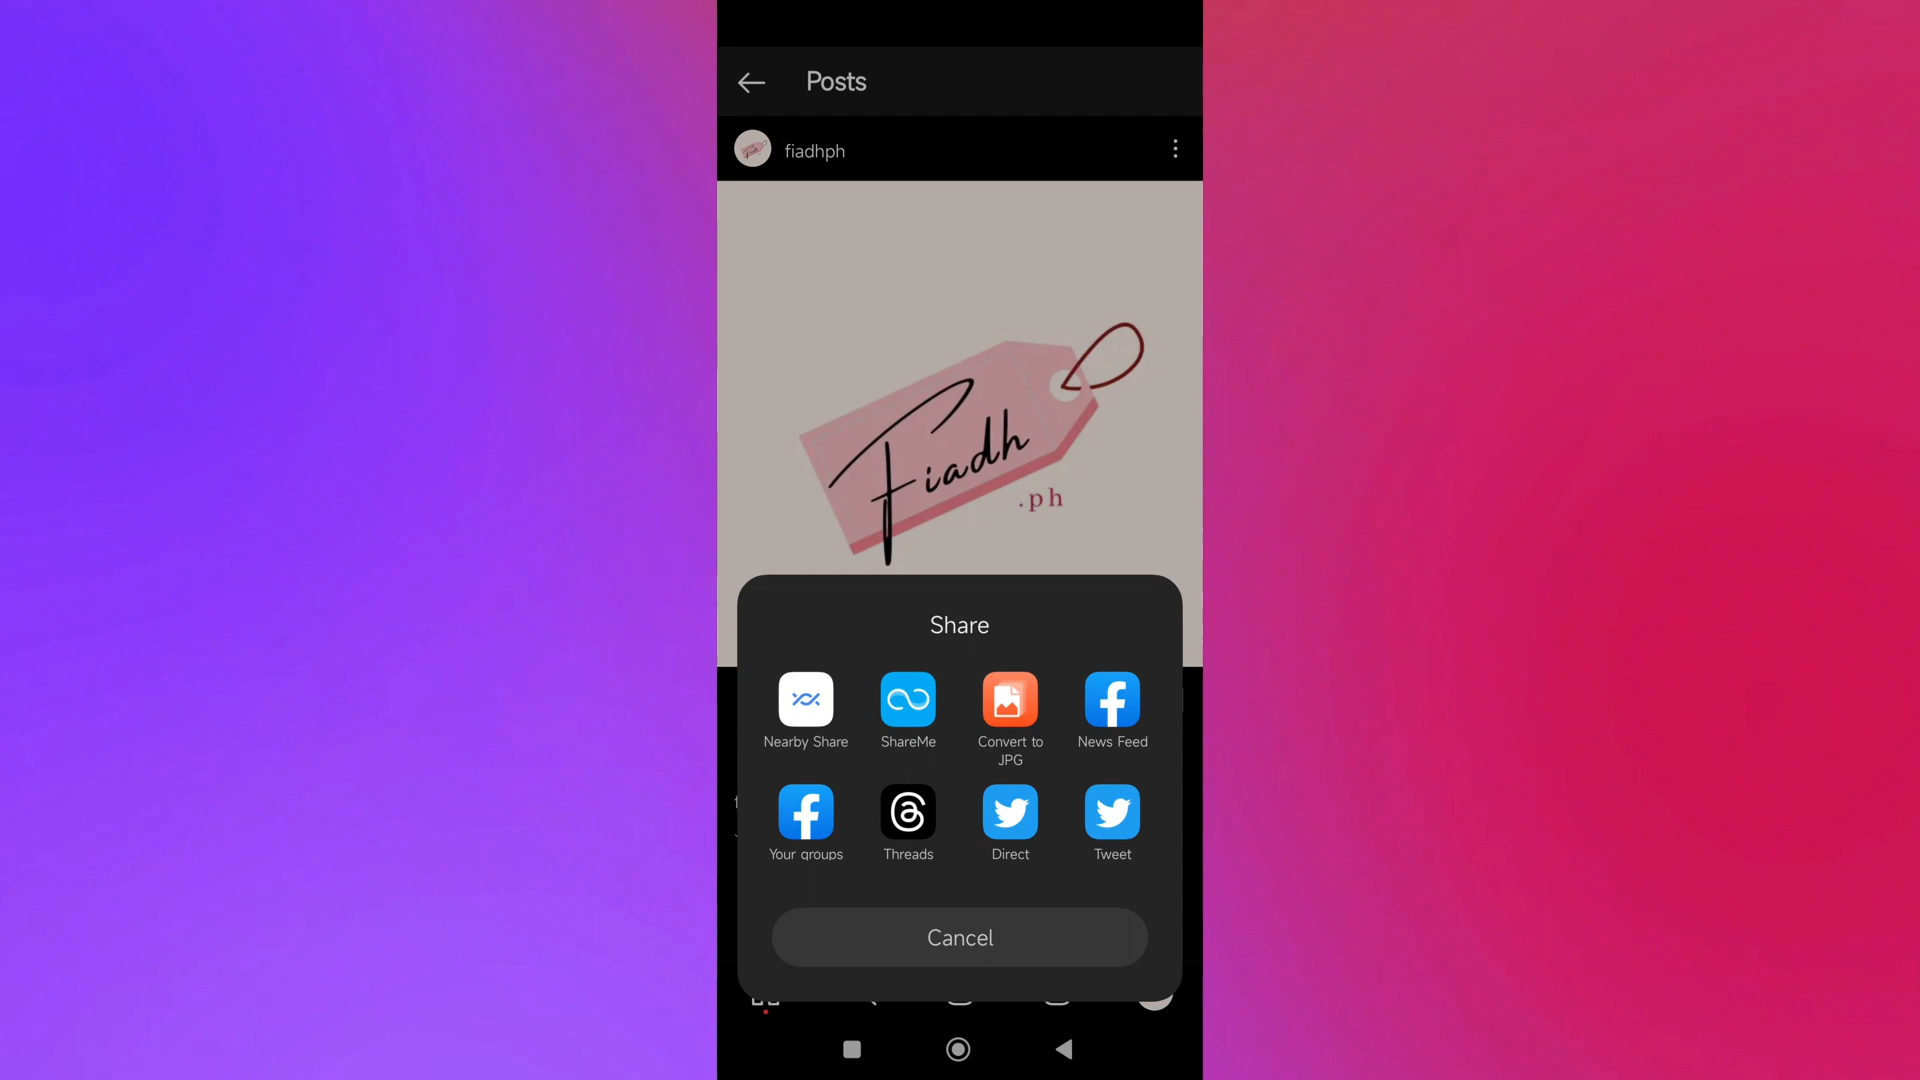 Posts
fiadhph
Fiadh
.ph
Share
Nearby Share
ShareMe
Convert to
JPG
News Feed
Your groups
Threads
Direct
Tweet
Cancel